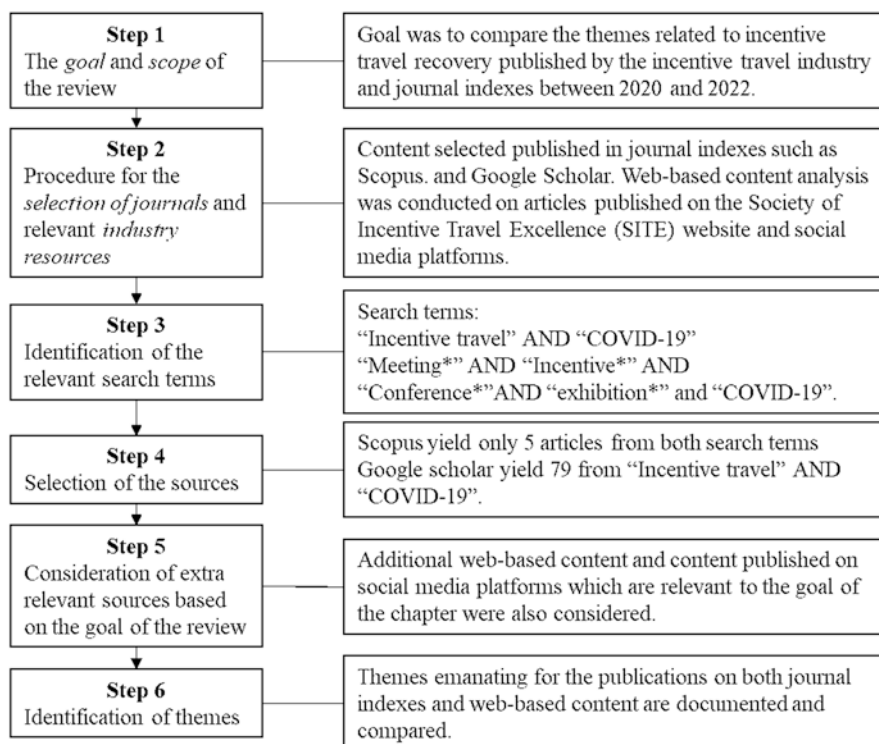 Step 1
The goal and scope of
the review
Goal was to compare the themes related to incentive
travel recovery published by the incentive travel industry
and journal indexes between 2020 and 2022.
Step 2
Procedure for the
selection of journals and
relevant industry
resources
Content selected published in journal indexes such as
Scopus. and Google Scholar. Web-based content analysis
was conducted on articles published on the Society of
Incentive Travel Excellence (SITE) website and social
media platforms.
Step 3
Identification of the
relevant search terms
Search terms:
“Incentive travel” AND “COVID-19”
“Meeting*” AND “Incentive*” AND
“Conference*”AND “exhibition*” and “COVID-19”.
Step 4
Selection of the sources
Scopus yield only 5 articles from both search terms
Google scholar yield 79 from “Incentive travel” AND
“COVID-19”.
Step 5
Consideration of extra
relevant sources based
on the goal of the review
Additional web-based content and content published on
social media platforms which are relevant to the goal of
the chapter were also considered.
Step 6
Identification of themes
Themes emanating for the publications on both journal
indexes and web-based content are documented and
compared.